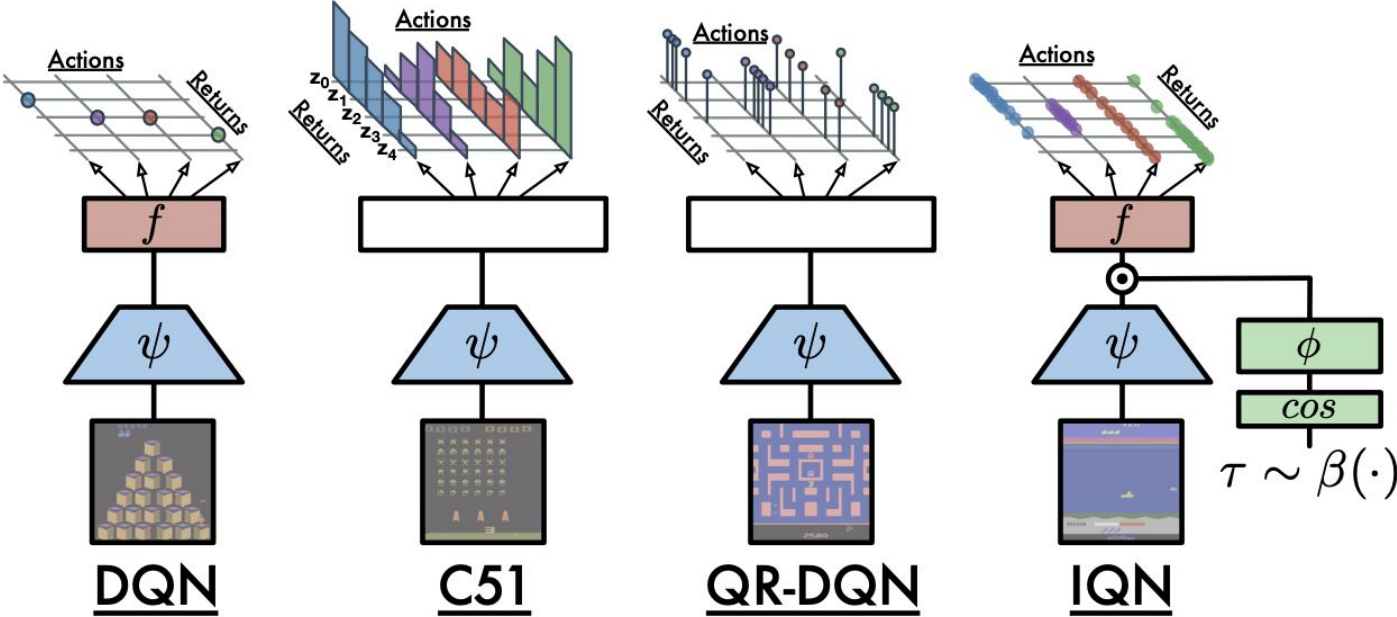 Actions
Returns
f
ψ
DQN
Actions
z₀
z₁
z₂
z₃
z₄
Returns
ψ
C51
Actions
Returns
ψ
2580
QR-DQN
Actions
Returns
f
ψ
ϕ
cos
τ ∼ β(·)
IQN